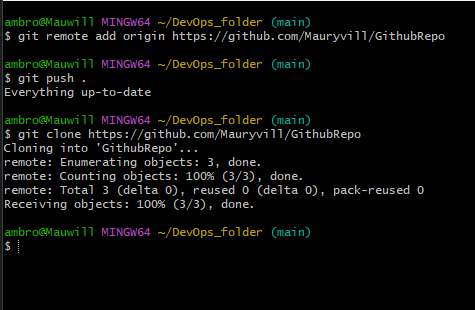 ambro@Mauwill MINGW64 ~/DevOps_folder (main)
$ git remote add origin https://github.com/Mauryvill/GithubRepo
ambro@Mauwill MINGW64 ~/DevOps_folder (main)
$ git push .
Everything up-to-date
ambro@Mauwill MINGW64 ~/DevOps_folder (main)
$ git clone https://github.com/Mauryvill/GithubRepo
Cloning into 'GithubRepo'...
remote: Enumerating objects: 3, done.
remote: Counting objects: 100% (3/3), done.
remote: Total 3 (delta 0), reused 0 (delta 0), pack-reused 0
Receiving objects: 100% (3/3), done.
ambro@Mauwill MINGW64 ~/DevOps_folder (main)
$